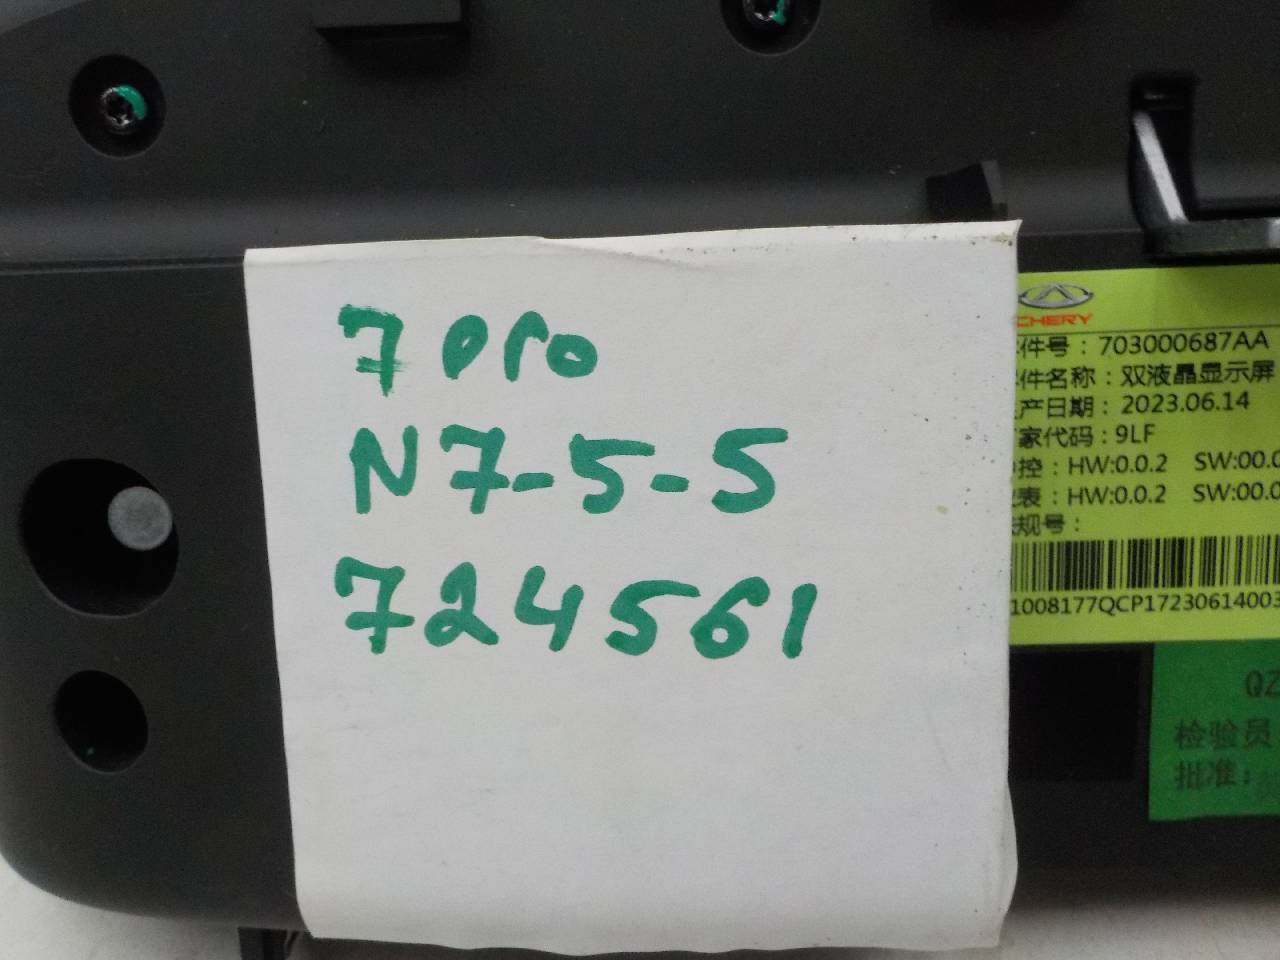 7 pro
N7-5-5
724561
CHERY
件号：703000687AA
件名称：双液晶显示屏
产日期：2023.06.14
家代码：9LF
控：HW:0.0.2 SW:00.0
表：HW:0.0.2 SW:00.0
规号：
1008177QCP1723061400
QZ
检验员
批准：